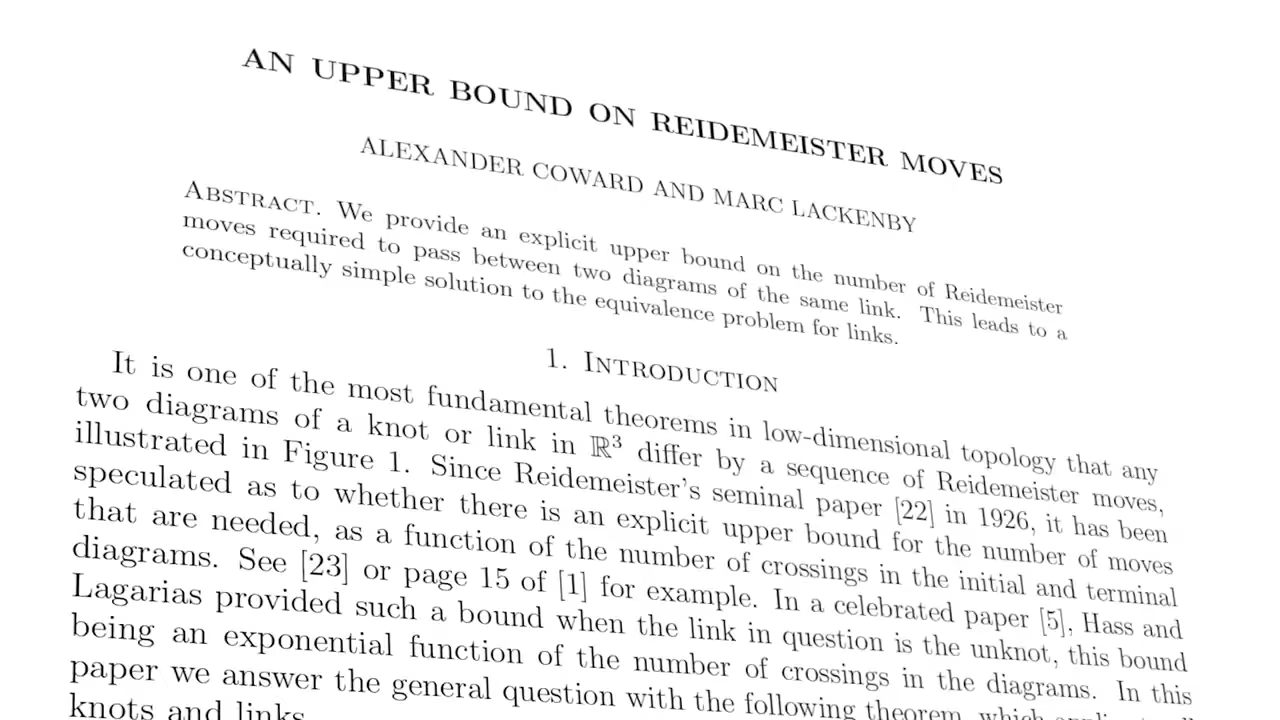 AN UPPER BOUND ON REIDEMEISTER MOVES
ALEXANDER COWARD AND MARC LACKENBY
ABSTRACT. We provide an explicit upper bound on the number of Reidemeister
moves required to pass between two diagrams of the same link. This leads to a
conceptually simple solution to the equivalence problem for links.
1. INTRODUCTION
It is one of the most fundamental theorems in low-dimensional topology that any
two diagrams of a knot or link in ℝ³ differ by a sequence of Reidemeister moves,
illustrated in Figure 1. Since Reidemeister's seminal paper [22] in 1926, it has been
speculated as to whether there is an explicit upper bound for the number of moves
that are needed, as a function of the number of crossings in the initial and terminal
diagrams. See [23] or page 15 of [1] for example. In a celebrated paper [5], Hass and
Lagarias provided such a bound when the link in question is the unknot, this bound
being an exponential function of the number of crossings in the diagrams. In this
paper we answer the general question with the following theorem, which
knots and links